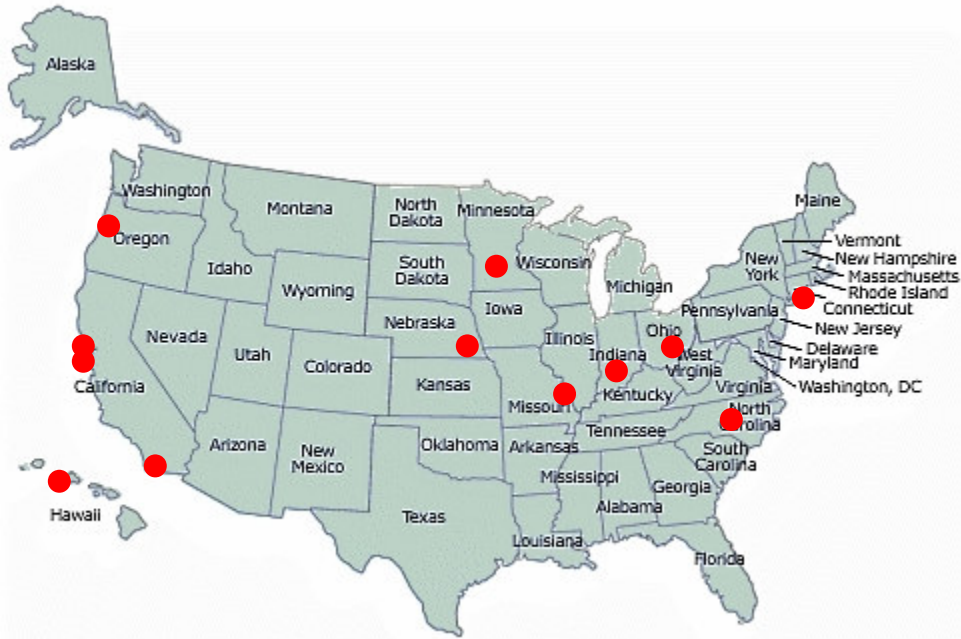 Alaska
Washington
Montana
North
Dakota
Minnesota
Maine
Oregon
Idaho
Wyoming
South
Dakota
Wisconsin
Michigan
New
York
Vermont
New Hampshire
Massachusetts
Rhode Island
Connecticut
New Jersey
Delaware
Maryland
Washington, DC
Nevada
Utah
Colorado
Nebraska
Iowa
Illinois
Indiana
Ohio
Pennsylvania
West
Virginia
Virginia
California
Kansas
Missouri
Kentucky
North
Carolina
Arizona
New
Mexico
Oklahoma
Arkansas
Tennessee
South
Carolina
Hawaii
Texas
Louisiana
Mississippi
Alabama
Georgia
Florida